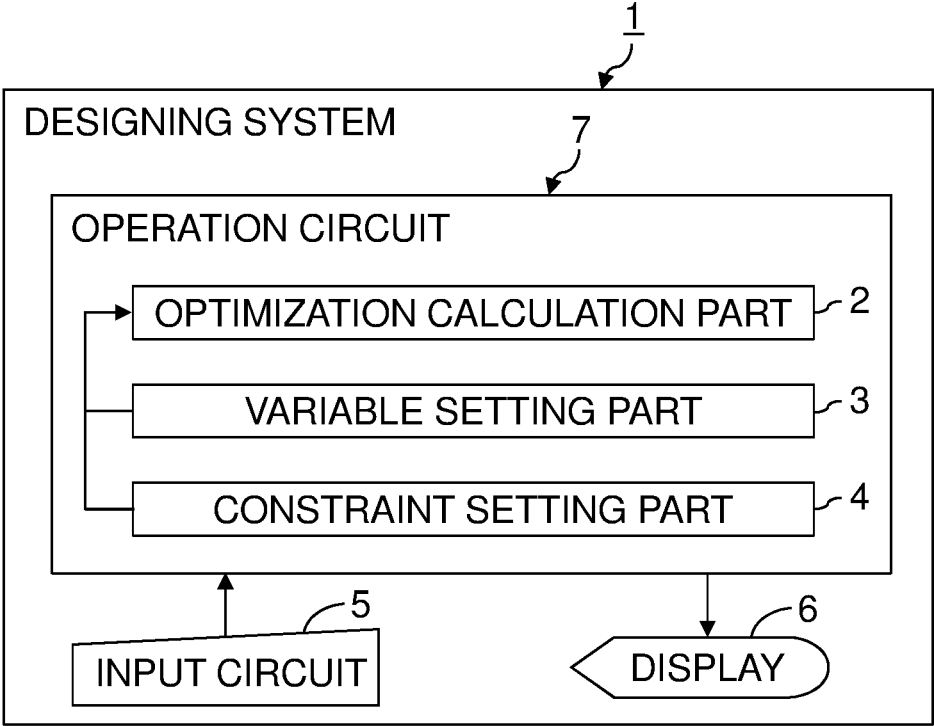 1
DESIGNING SYSTEM
7
OPERATION CIRCUIT
OPTIMIZATION CALCULATION PART 2
VARIABLE SETTING PART 3
CONSTRAINT SETTING PART 4
5
INPUT CIRCUIT
6
DISPLAY